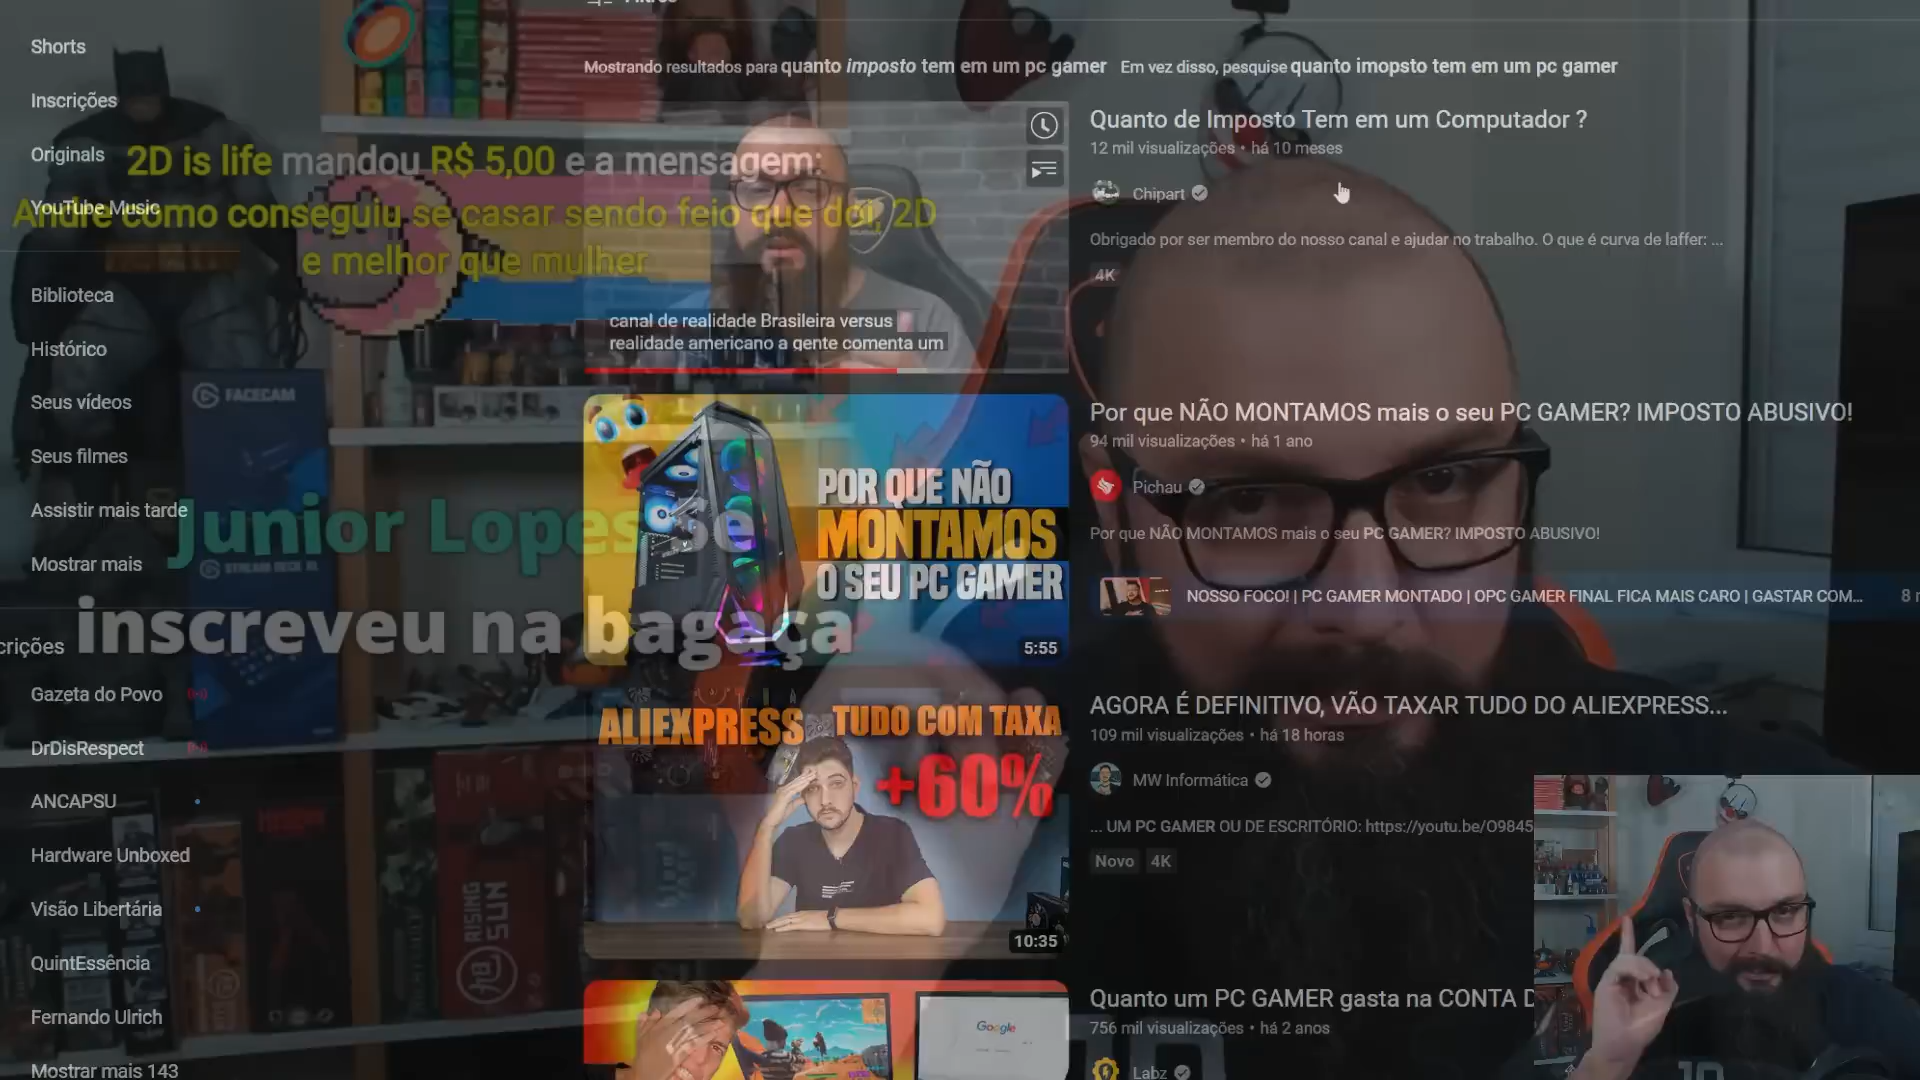 Filtros
Shorts
Inscrições
Originals
YouTube Music
Biblioteca
Histórico
Seus vídeos
Seus filmes
Assistir mais tarde
Mostrar mais
crições
Gazeta do Povo
DrDisRespect
ANCAPSU
Hardware Unboxed
Visão Libertária
QuintEssência
Fernando Ulrich
Mostrar mais 143
2D is life mandou R$ 5,00 e a mensagem:
André como conseguiu se casar sendo feio que doi, 2D
e melhor que mulher
Junior Lopes se
inscreveu na bagaça
FACECAM
STREAM DECK XL
RISING
SUN
Mostrando resultados para quanto imposto tem em um pc gamer
Em vez disso, pesquise quanto imopsto tem em um pc gamer
canal de realidade Brasileira versus
realidade americano a gente comenta um
Quanto de Imposto Tem em um Computador ?
12 mil visualizações • há 10 meses
Chipart
Obrigado por ser membro do nosso canal e ajudar no trabalho. O que é curva de laffer: ...
4K
POR QUE NÃO
MONTAMOS
O SEU PC GAMER
5:55
Por que NÃO MONTAMOS mais o seu PC GAMER? IMPOSTO ABUSIVO!
94 mil visualizações • há 1 ano
Pichau
Por que NÃO MONTAMOS mais o seu PC GAMER? IMPOSTO ABUSIVO!
NOSSO FOCO! | PC GAMER MONTADO | OPC GAMER FINAL FICA MAIS CARO | GASTAR COM...
8
ALIEXPRESS TUDO COM TAXA
+60%
10:35
AGORA É DEFINITIVO, VÃO TAXAR TUDO DO ALIEXPRESS...
109 mil visualizações • há 18 horas
MW Informática
... UM PC GAMER OU DE ESCRITÓRIO: https://youtu.be/O9845
Novo 4K
Google
Quanto um PC GAMER gasta na CONTA D
756 mil visualizações • há 2 anos
Labz